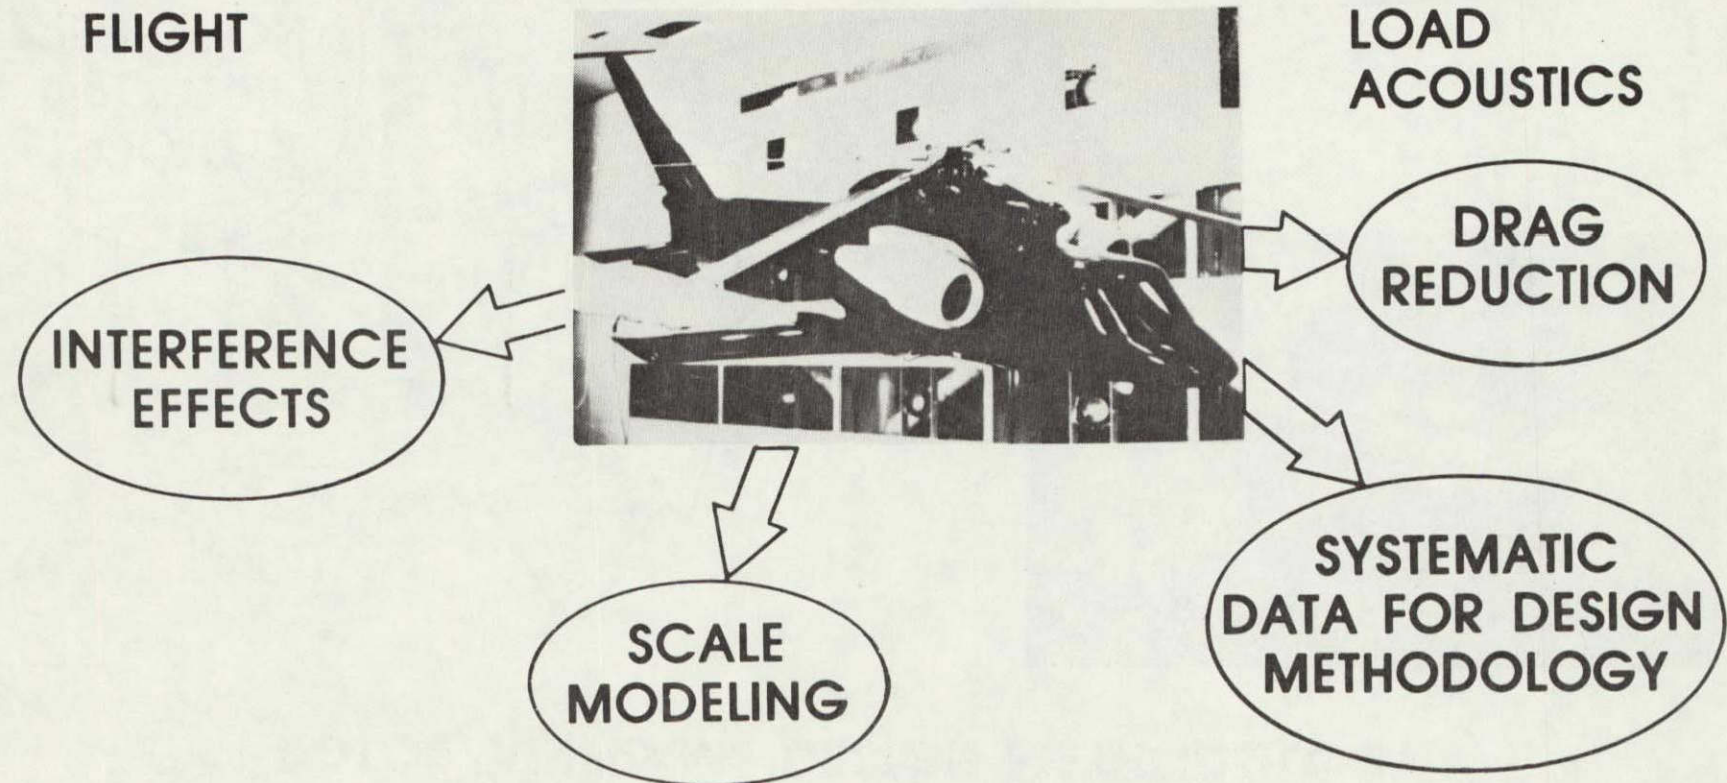 FLIGHT
LOAD
ACOUSTICS
DRAG
REDUCTION
INTERFERENCE
EFFECTS
SCALE
MODELING
SYSTEMATIC
DATA FOR DESIGN
METHODOLOGY